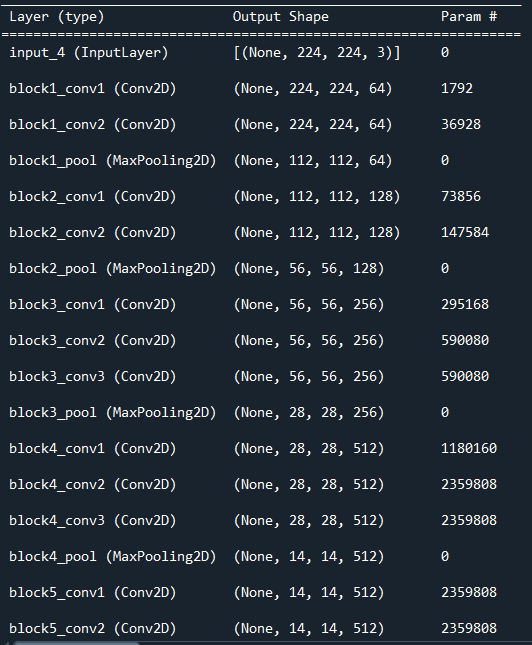 Layer (type) Output Shape Param #
input_4 (InputLayer) [(None, 224, 224, 3)] 0
block1_conv1 (Conv2D) (None, 224, 224, 64) 1792
block1_conv2 (Conv2D) (None, 224, 224, 64) 36928
block1_pool (MaxPooling2D) (None, 112, 112, 64) 0
block2_conv1 (Conv2D) (None, 112, 112, 128) 73856
block2_conv2 (Conv2D) (None, 112, 112, 128) 147584
block2_pool (MaxPooling2D) (None, 56, 56, 128) 0
block3_conv1 (Conv2D) (None, 56, 56, 256) 295168
block3_conv2 (Conv2D) (None, 56, 56, 256) 590080
block3_conv3 (Conv2D) (None, 56, 56, 256) 590080
block3_pool (MaxPooling2D) (None, 28, 28, 256) 0
block4_conv1 (Conv2D) (None, 28, 28, 512) 1180160
block4_conv2 (Conv2D) (None, 28, 28, 512) 2359808
block4_conv3 (Conv2D) (None, 28, 28, 512) 2359808
block4_pool (MaxPooling2D) (None, 14, 14, 512) 0
block5_conv1 (Conv2D) (None, 14, 14, 512) 2359808
block5_conv2 (Conv2D) (None, 14, 14, 512) 2359808